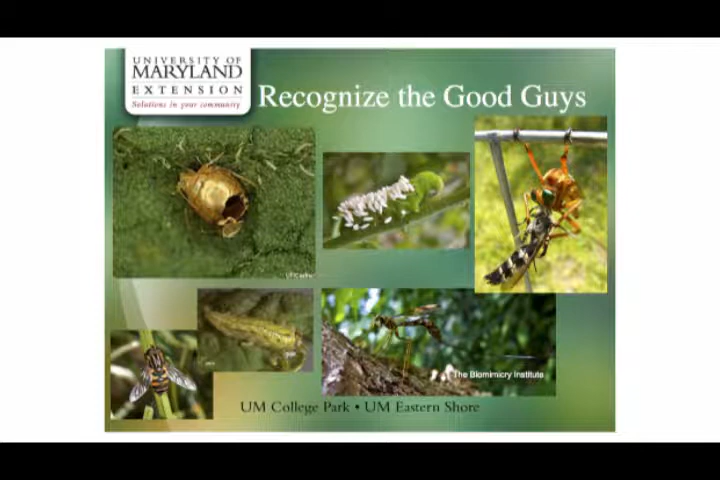 UNIVERSITY OF
MARYLAND
EXTENSION
Solutions in your community
Recognize the Good Guys
The Biomimicry Institute
UM College Park • UM Eastern Shore